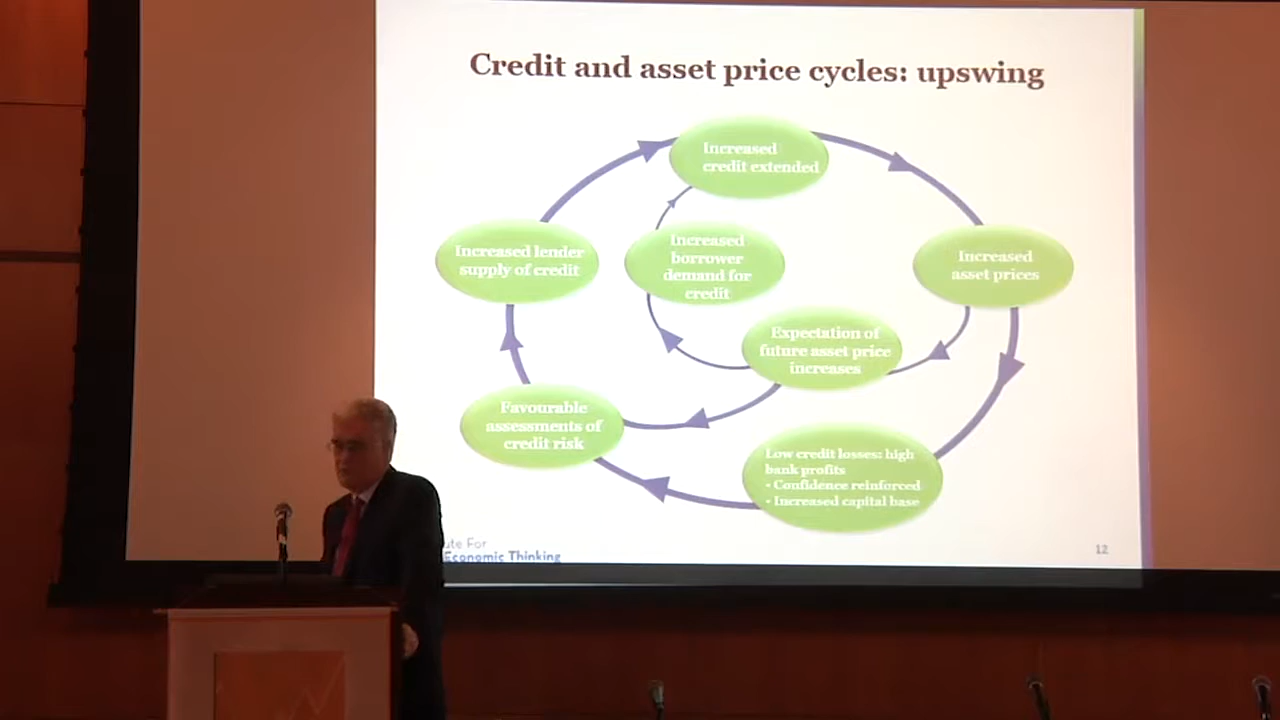 Credit and asset price cycles: upswing
Increased
credit extended
Increased lender
supply of credit
Increased
borrower
demand for
credit
Increased
asset prices
Expectation of
future asset price
increases
Favourable
assessments of
credit risk
Low credit losses: high
bank profits
- Confidence reinforced
- Increased capital base
ute For
Economic Thinking
12